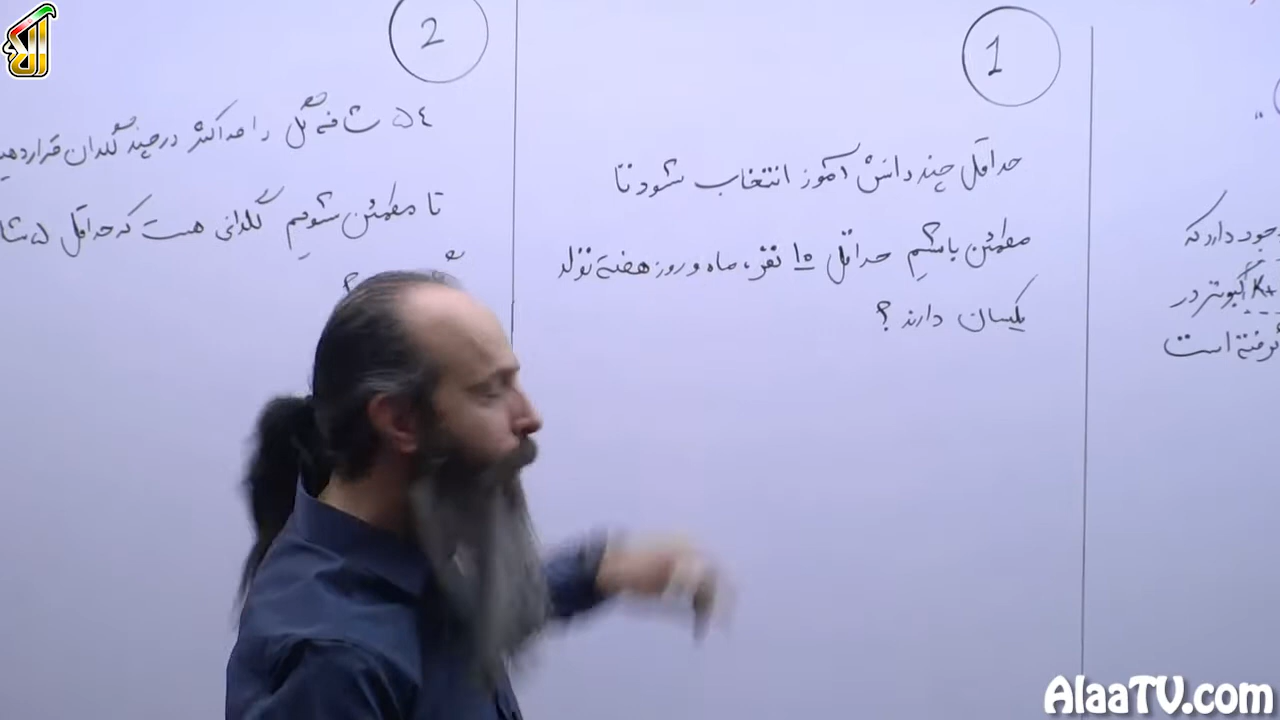 1
حداقل چند دانش آموز انتخاب شود تا
مطمئن باشیم حداقل ۱۰ نفر، ماه و روز هفته تولد
یکسان دارند ؟
2
۵۴ شاخه گل را حداکثر در چند گلدان قرار دهیم
تا مطمئن شویم گلدانی هست که حداقل ۵ شا
؟
وجود دارد که
K+ کبوتر در
گرفته است
AlaaTV.com